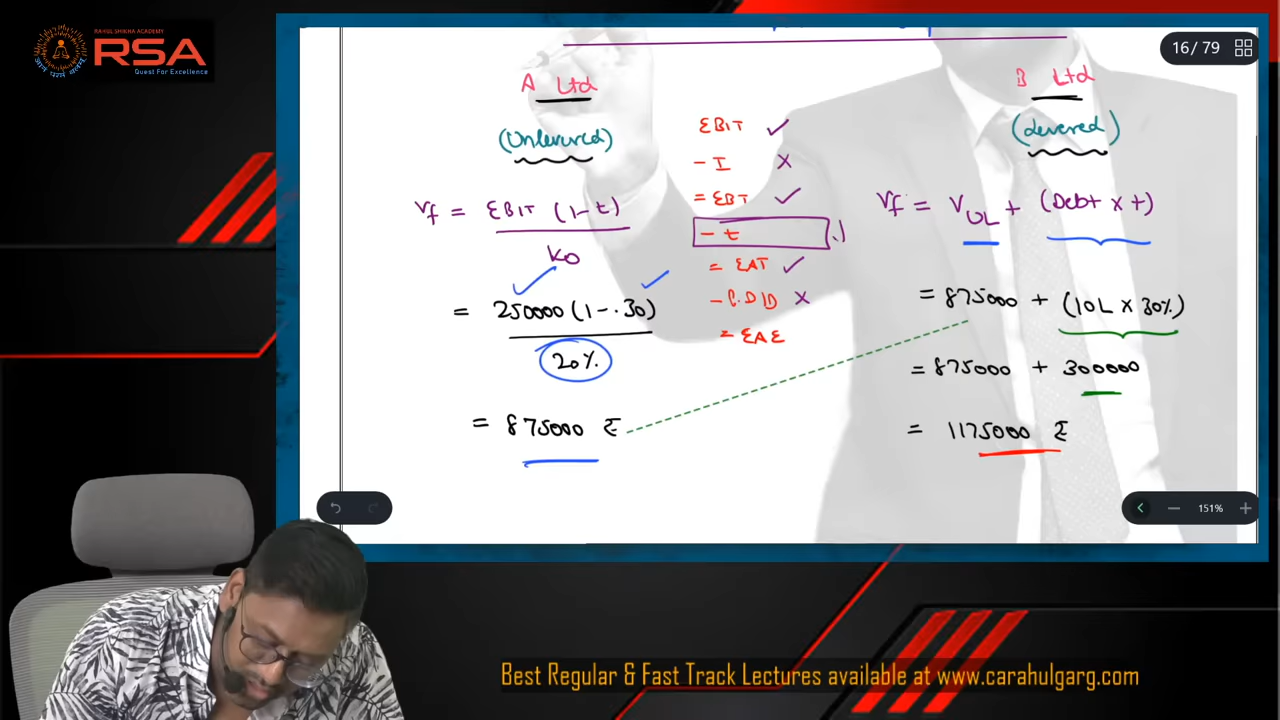 RAHUL SHIKHA ACADEMY
RSA
Quest For Excellence
16 / 79
A Ltd
(Unlevered)
Vf = EBIT (1-t)
Ko
= 250000 (1-.30)
20%
= 875000 ₹
EBIT ✓
- I ×
= EBT ✓
- t
= EAT ✓
- P.DID ×
= EAE
B Ltd
(Levered)
Vf = VUL + (Debt x t)
= 875000 + (10L x 30%)
= 875000 + 300000
= 1175000 ₹
151%
Best Regular & Fast Track Lectures available at www.carahulgarg.com